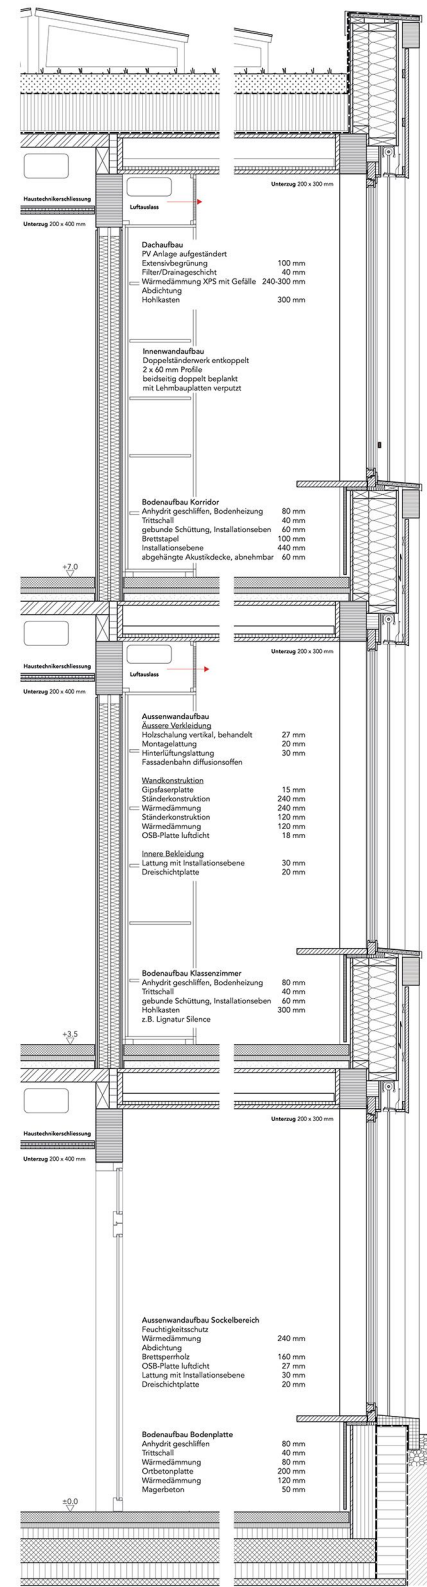 Haustechnikerschliessung
Unterzug 200 x 400 mm
Luftauslass
Unterzug 200 x 300 mm
Dachaufbau
PV Anlage aufgeständert
Extensivbegrünung 100 mm
Filter/Drainageschicht 40 mm
Wärmedämmung XPS mit Gefälle 240-300 mm
Abdichtung
Hohlkasten 300 mm
Innenwandaufbau
Doppelständerwerk entkoppelt
2 x 60 mm Profile
beidseitig doppelt beplankt
mit Lehmbauplatten verputzt
Bodenaufbau Korridor
Anhydrit geschliffen, Bodenheizung 80 mm
Trittschall 40 mm
gebunde Schüttung, Installationseben 60 mm
Brettstapel 100 mm
Installationsebene 440 mm
abgehängte Akustikdecke, abnehmbar 60 mm
+7.0
Haustechnikerschliessung
Unterzug 200 x 400 mm
Luftauslass
Unterzug 200 x 300 mm
Aussenwandaufbau
Äussere Verkleidung
Holzschalung vertikal, behandelt 27 mm
Montagelattung 20 mm
Hinterlüftungslattung 30 mm
Fassadenbahn diffusionsoffen
Wandkonstruktion
Gipsfaserplatte 15 mm
Ständerkonstruktion 240 mm
Wärmedämmung 240 mm
Ständerkonstruktion 120 mm
Wärmedämmung 120 mm
OSB-Platte luftdicht 18 mm
Innere Bekleidung
Lattung mit Installationsebene 30 mm
Dreischichtplatte 20 mm
Bodenaufbau Klassenzimmer
Anhydrit geschliffen, Bodenheizung 80 mm
Trittschall 40 mm
gebunde Schüttung, Installationseben 60 mm
Hohlkasten 300 mm
z.B. Lignatur Silence
+3.5
Haustechnikerschliessung
Unterzug 200 x 400 mm
Unterzug 200 x 300 mm
Aussenwandaufbau Sockelbereich
Feuchtigkeitsschutz
Wärmedämmung 240 mm
Abdichtung
Brettsperrholz 160 mm
OSB-Platte luftdicht 27 mm
Lattung mit Installationsebene 30 mm
Dreischichtplatte 20 mm
Bodenaufbau Bodenplatte
Anhydrit geschliffen 80 mm
Trittschall 40 mm
Wärmedämmung 80 mm
Ortbetonplatte 200 mm
Wärmedämmung 120 mm
Magerbeton 50 mm
±0.0